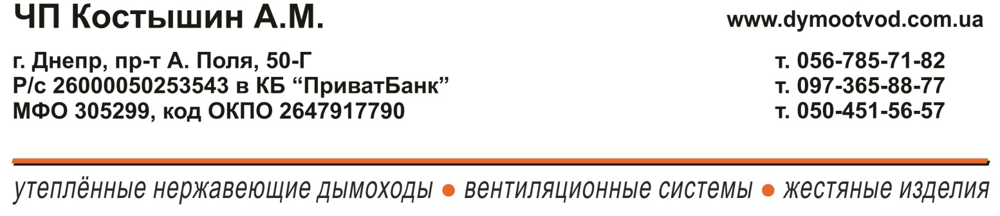 ЧП Костышин А.М.
www.dymootvod.com.ua
г. Днепр, пр-т А. Поля, 50-Г
Р/с 26000050253543 в КБ “ПриватБанк”
МФО 305299, код ОКПО 2647917790
т. 056-785-71-82
т. 097-365-88-77
т. 050-451-56-57
утеплённые нержавеющие дымоходы ● вентиляционные системы ● жестяные изделия